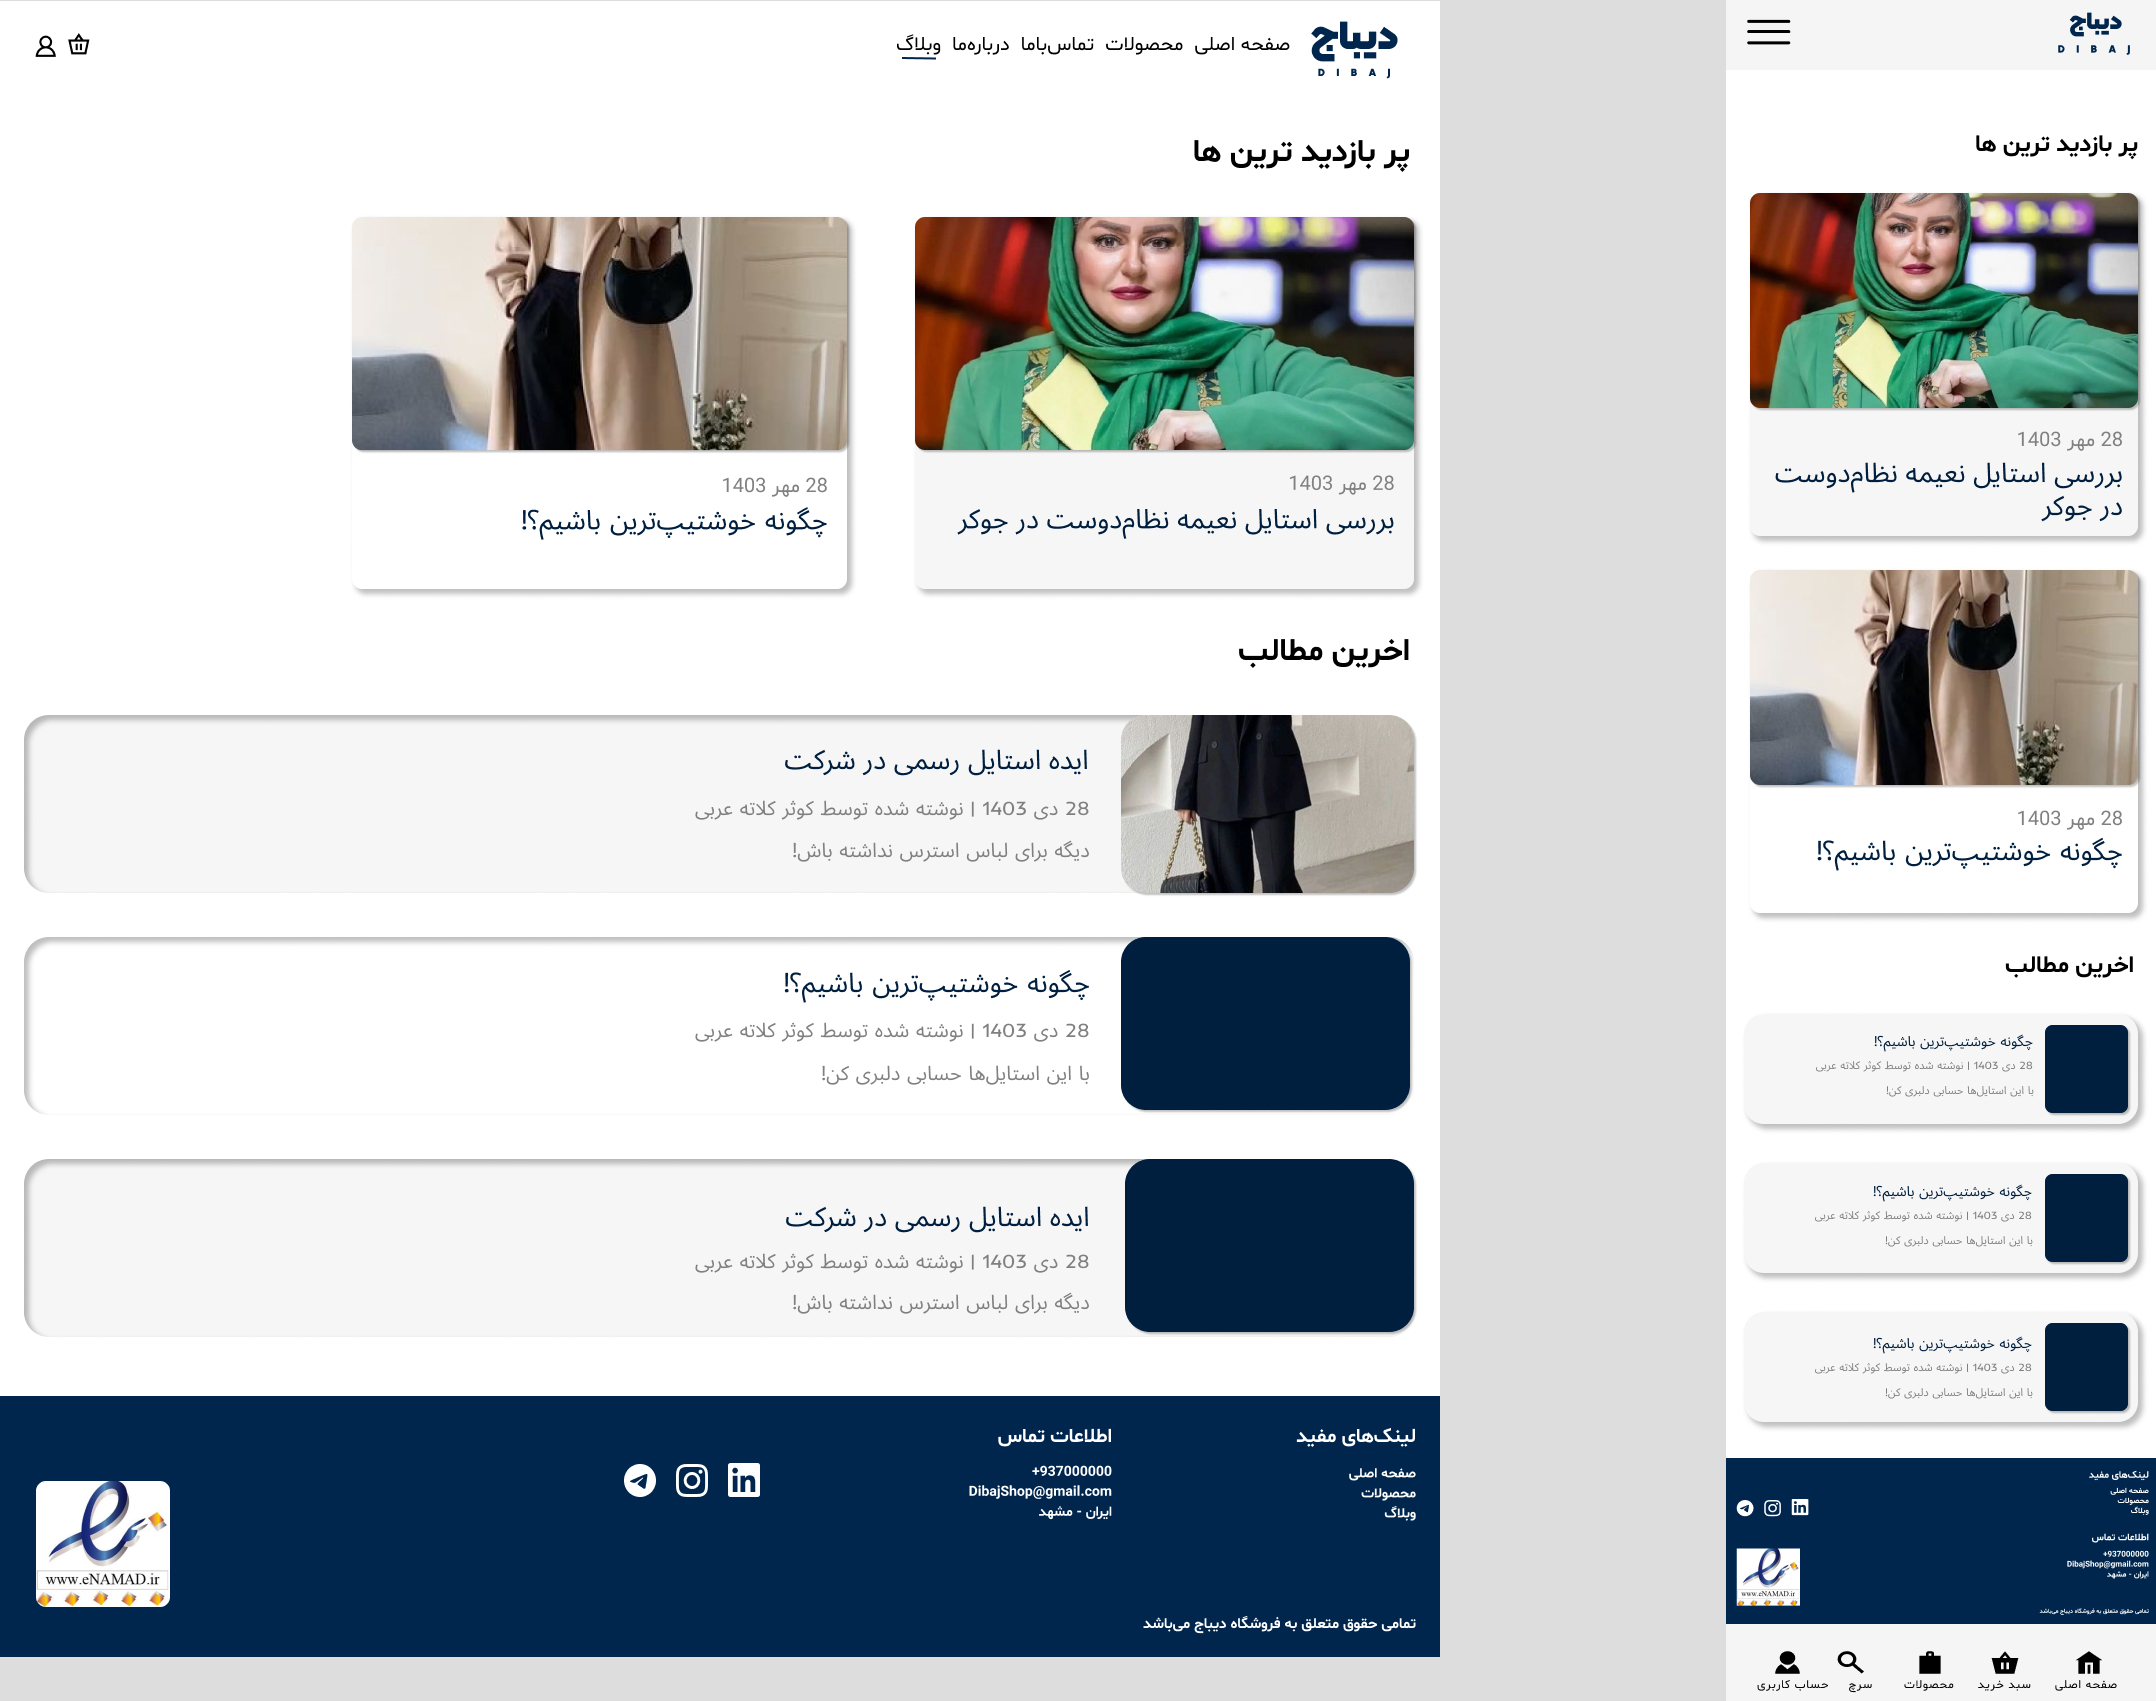 دیباج
DIBAJ
صفحه اصلی محصولات تماس‌باما درباره‌ما وبلاگ
پر بازدید ترین ها
28 مهر 1403
بررسی استایل نعیمه نظام‌دوست در جوکر
28 مهر 1403
چگونه خوشتیپ‌ترین باشیم؟!
اخرین مطالب
ایده استایل رسمی در شرکت
28 دی 1403 | نوشته شده توسط کوثر کلاته عربی
دیگه برای لباس استرس نداشته باش!
چگونه خوشتیپ‌ترین باشیم؟!
28 دی 1403 | نوشته شده توسط کوثر کلاته عربی
با این استایل‌ها حسابی دلبری کن!
ایده استایل رسمی در شرکت
28 دی 1403 | نوشته شده توسط کوثر کلاته عربی
دیگه برای لباس استرس نداشته باش!
لینک‌های مفید
صفحه اصلی
محصولات
وبلاگ
اطلاعات تماس
+937000000
DibajShop@gmail.com
ایران - مشهد
in
www.eNAMAD.ir
تمامی حقوق متعلق به فروشگاه دیباج می‌باشد
دیباج
DIBAJ
پر بازدید ترین ها
28 مهر 1403
بررسی استایل نعیمه نظام‌دوست
در جوکر
28 مهر 1403
چگونه خوشتیپ‌ترین باشیم؟!
اخرین مطالب
چگونه خوشتیپ‌ترین باشیم؟!
28 دی 1403 | نوشته شده توسط کوثر کلاته عربی
با این استایل‌ها حسابی دلبری کن!
چگونه خوشتیپ‌ترین باشیم؟!
28 دی 1403 | نوشته شده توسط کوثر کلاته عربی
با این استایل‌ها حسابی دلبری کن!
چگونه خوشتیپ‌ترین باشیم؟!
28 دی 1403 | نوشته شده توسط کوثر کلاته عربی
با این استایل‌ها حسابی دلبری کن!
لینک‌های مفید
صفحه اصلی
محصولات
وبلاگ
اطلاعات تماس
+937000000
DibajShop@gmail.com
ایران - مشهد
in
www.eNAMAD.ir
تمامی حقوق متعلق به فروشگاه دیباج می‌باشد
صفحه اصلی
سبد خرید
محصولات
سرچ
حساب کاربری